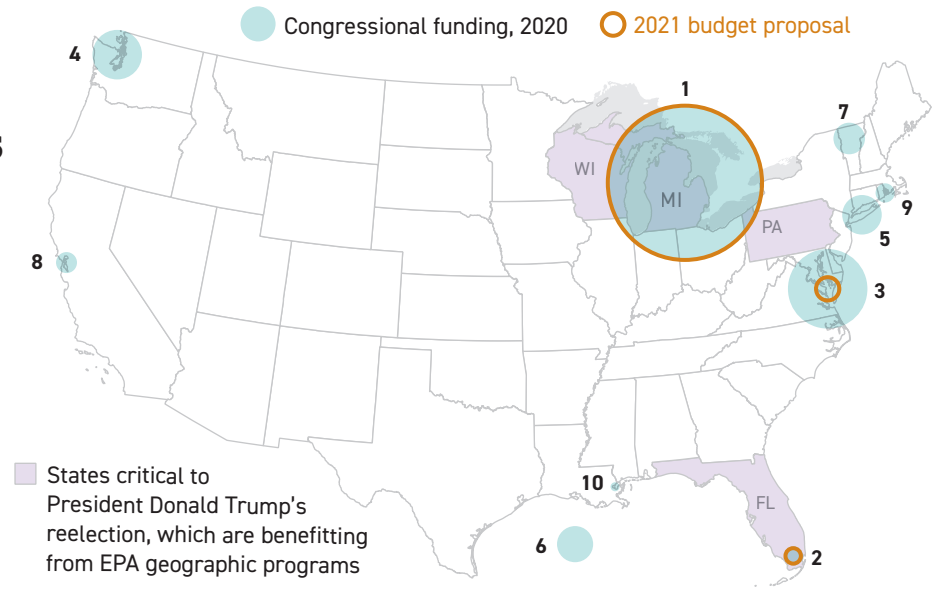 Congressional funding, 2020
2021 budget proposal
4
1
7
WI
MI
9
PA
5
8
3
States critical to
President Donald Trump's
reelection, which are benefitting
from EPA geographic programs
10
FL
6
2